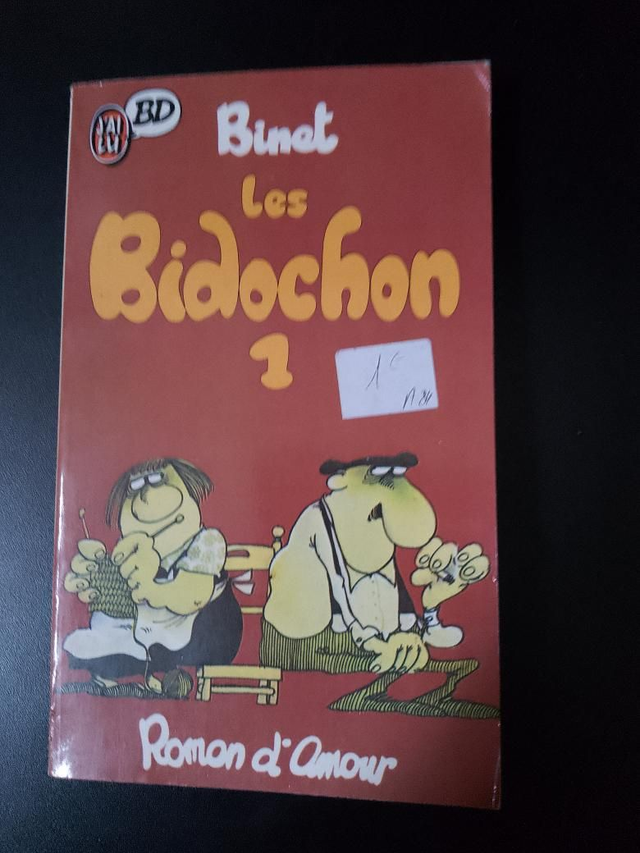 J'AI
LU
BD
Binet
Les
Bidochon
1
1€
Roman d'Amour